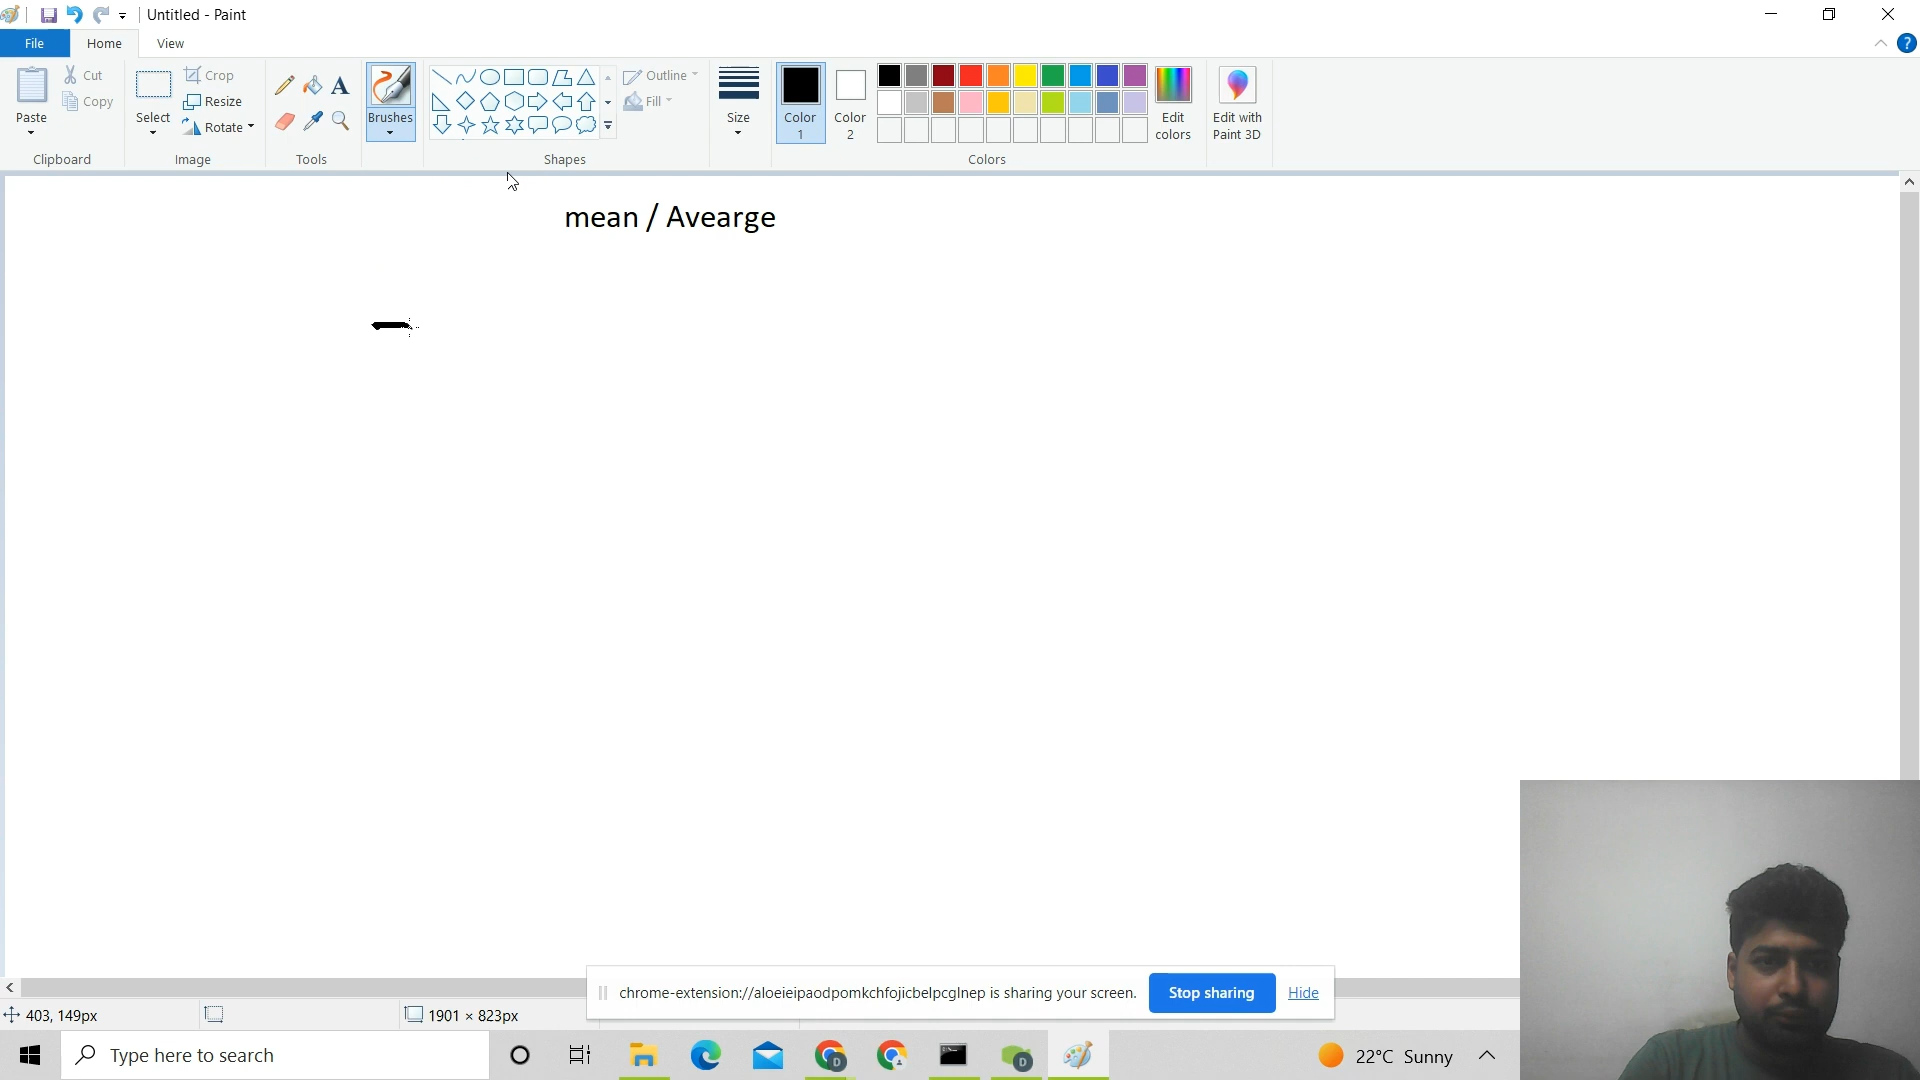 Untitled - Paint
File
Home
View
Paste
Cut
Copy
Clipboard
Select
Crop
Resize
Rotate
Image
A
Tools
Brushes
Outline
Fill
Shapes
Size
Color
1
Color
2
Colors
Edit
colors
Edit with
Paint 3D
?
mean / Avearge
403, 149px
1901 × 823px
chrome-extension://aloeieipaodpomkchfojicbelpcglnep is sharing your screen.
Stop sharing
Hide
Type here to search
D
D
22°C Sunny